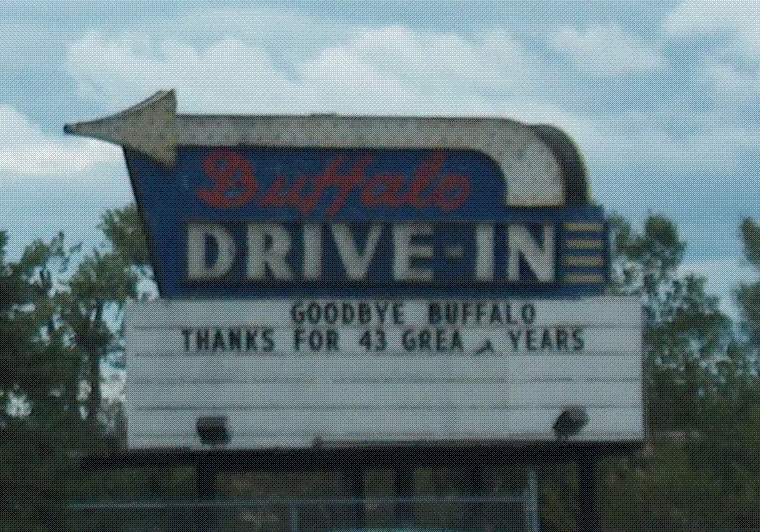 Buffalo
DRIVE-IN
GOODBYE BUFFALO
THANKS FOR 43 GREA YEARS